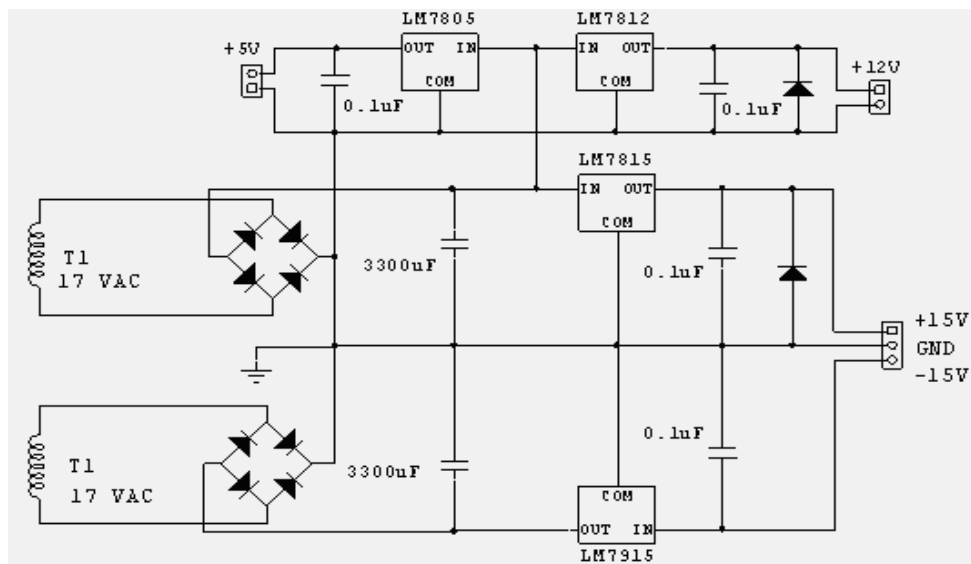 LM7805
LM7812
+5V
OUT IN
COM
IN OUT
COM
+12V
0.1uF
0.1uF
LM7815
IN OUT
COM
T1
17 VAC
3300uF
0.1uF
+15V
GND
-15V
0.1uF
T1
17 VAC
3300uF
COM
OUT IN
LM7915